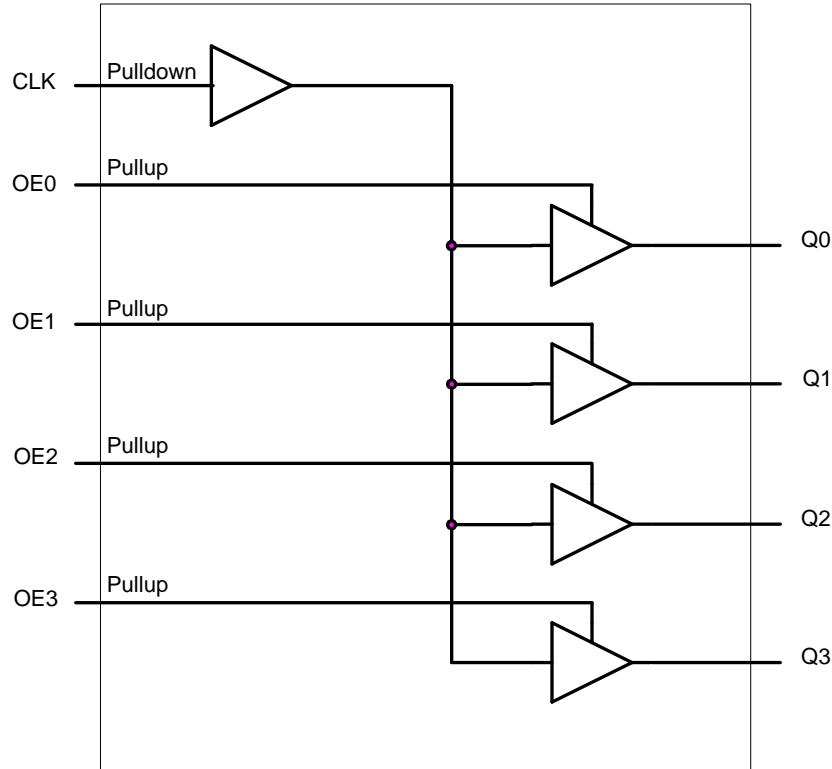 CLK
Pulldown
OE0
Pullup
Q0
OE1
Pullup
Q1
OE2
Pullup
Q2
OE3
Pullup
Q3